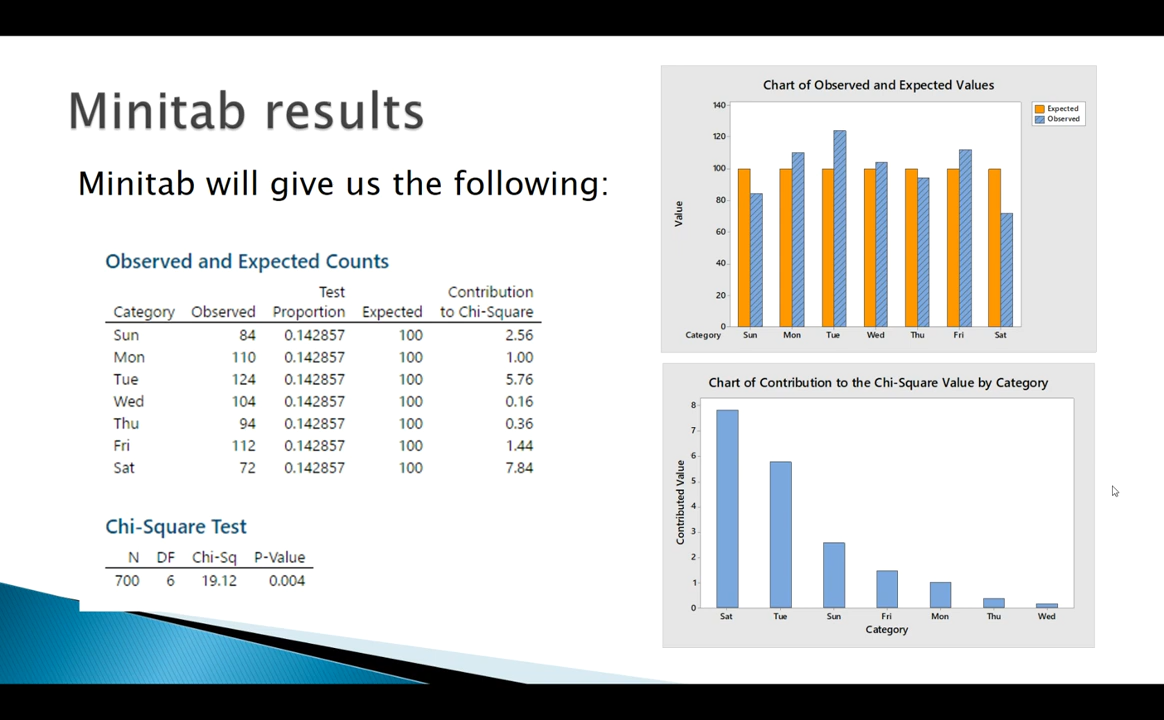 Minitab results
Minitab will give us the following:
Observed and Expected Counts
Test Contribution
Category Observed Proportion Expected to Chi-Square
Sun 84 0.142857 100 2.56
Mon 110 0.142857 100 1.00
Tue 124 0.142857 100 5.76
Wed 104 0.142857 100 0.16
Thu 94 0.142857 100 0.36
Fri 112 0.142857 100 1.44
Sat 72 0.142857 100 7.84
Chi-Square Test
N DF Chi-Sq P-Value
700 6 19.12 0.004
Chart of Observed and Expected Values
Expected
Observed
140
120
100
80
60
40
20
0
Value
Category Sun Mon Tue Wed Thu Fri Sat
Chart of Contribution to the Chi-Square Value by Category
8
7
6
5
4
3
2
1
0
Contributed Value
Sat Tue Sun Fri Mon Thu Wed
Category